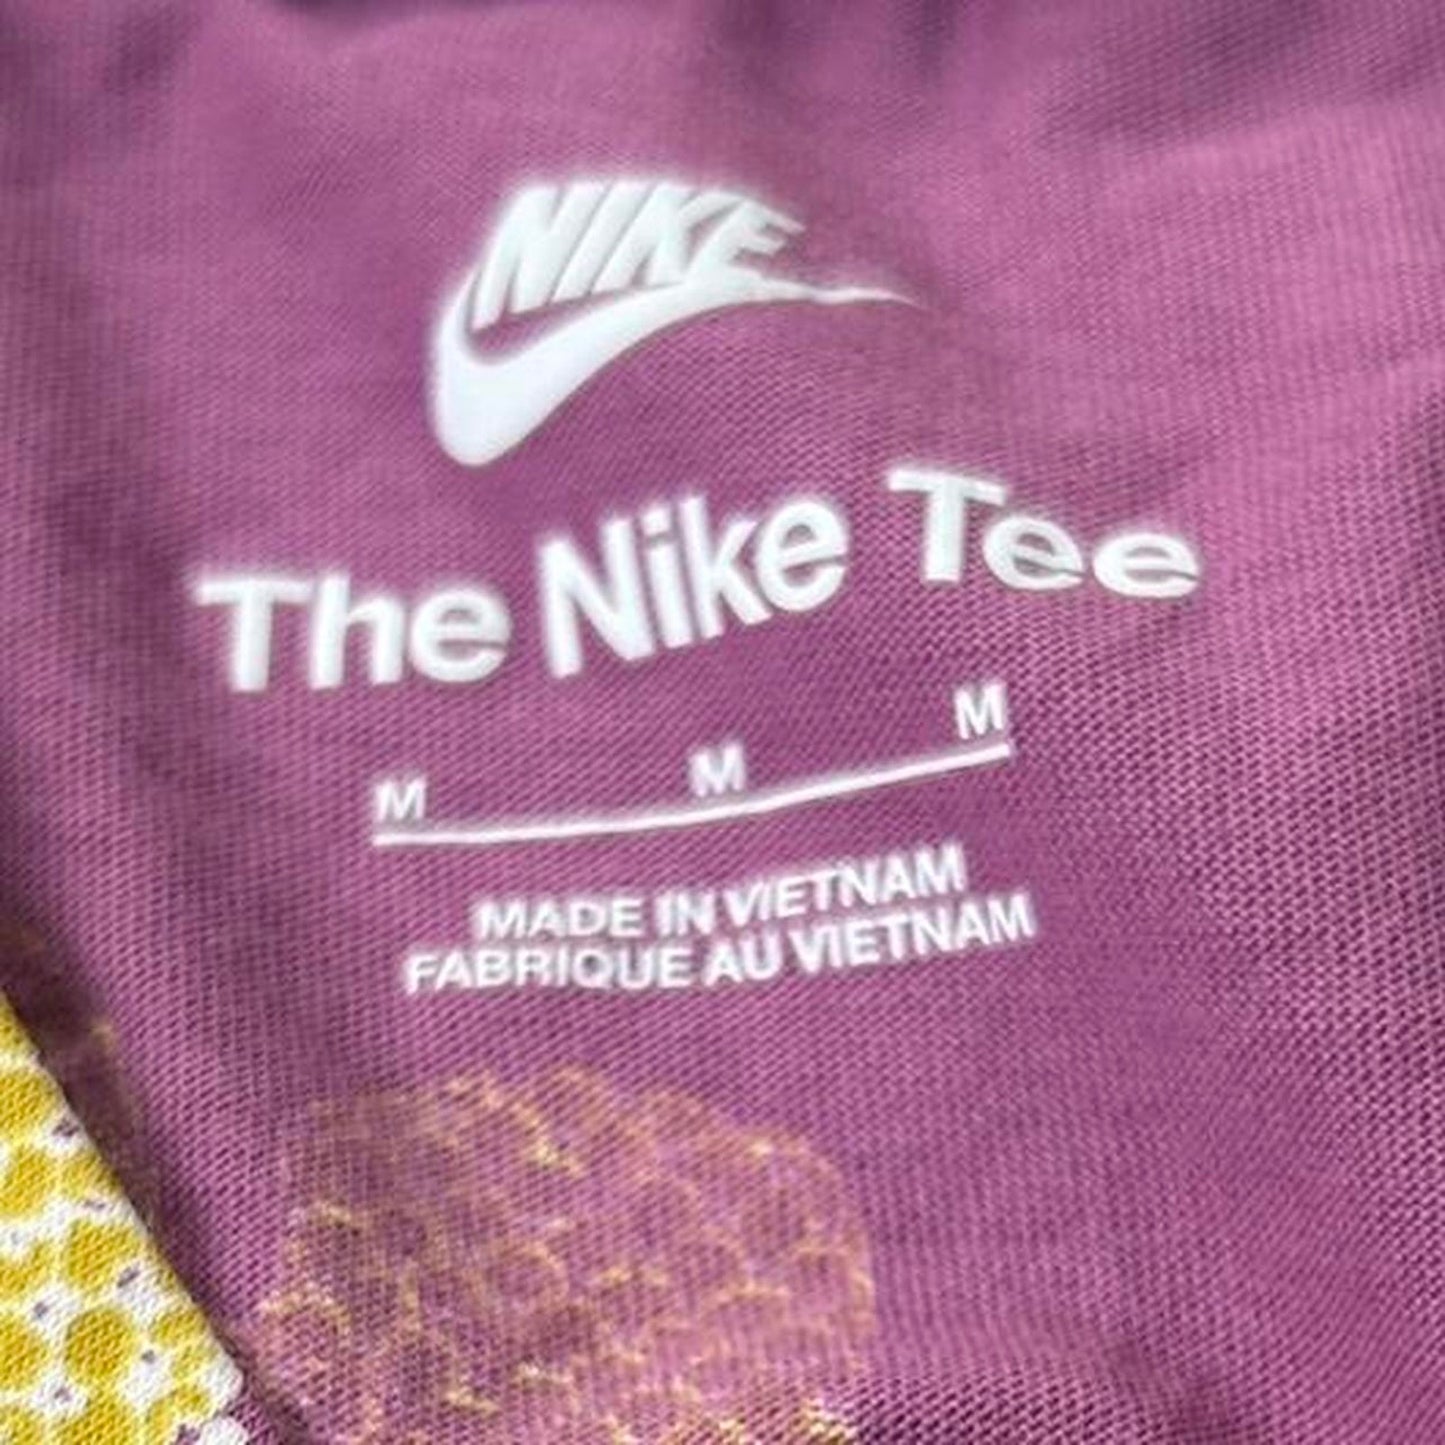 NIKE
The Nike Tee
M M M
MADE IN VIETNAM
FABRIQUE AU VIETNAM